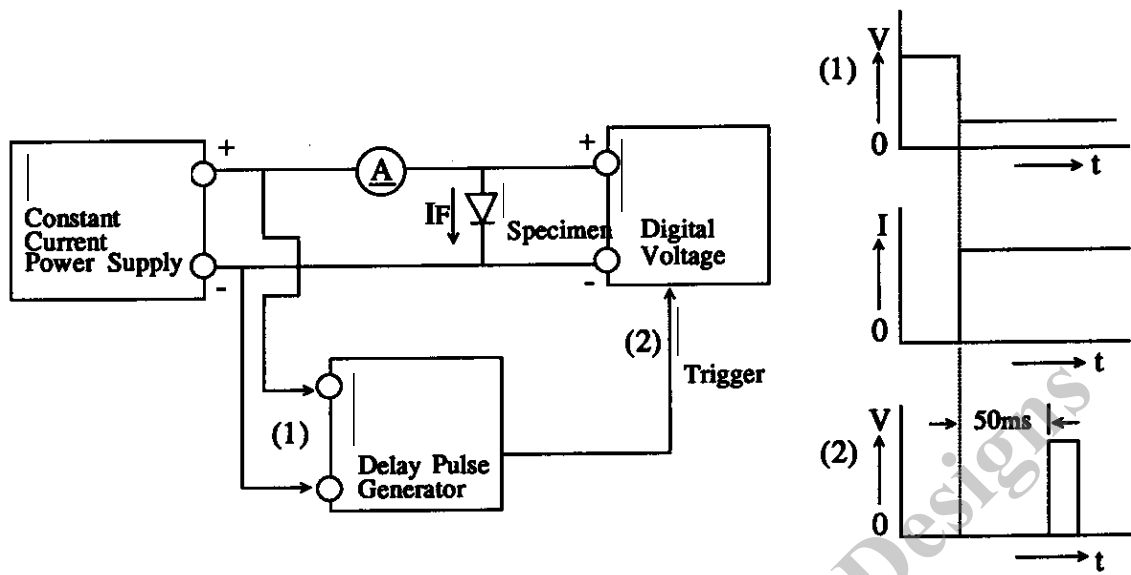 +
-
Constant
Current
Power Supply
A
IF
Specimen
+
-
Digital
Voltage
(2)
Trigger
(1)
Delay Pulse
Generator
(1)
V
0
t
I
0
t
(2)
V
50ms
0
t
Designs